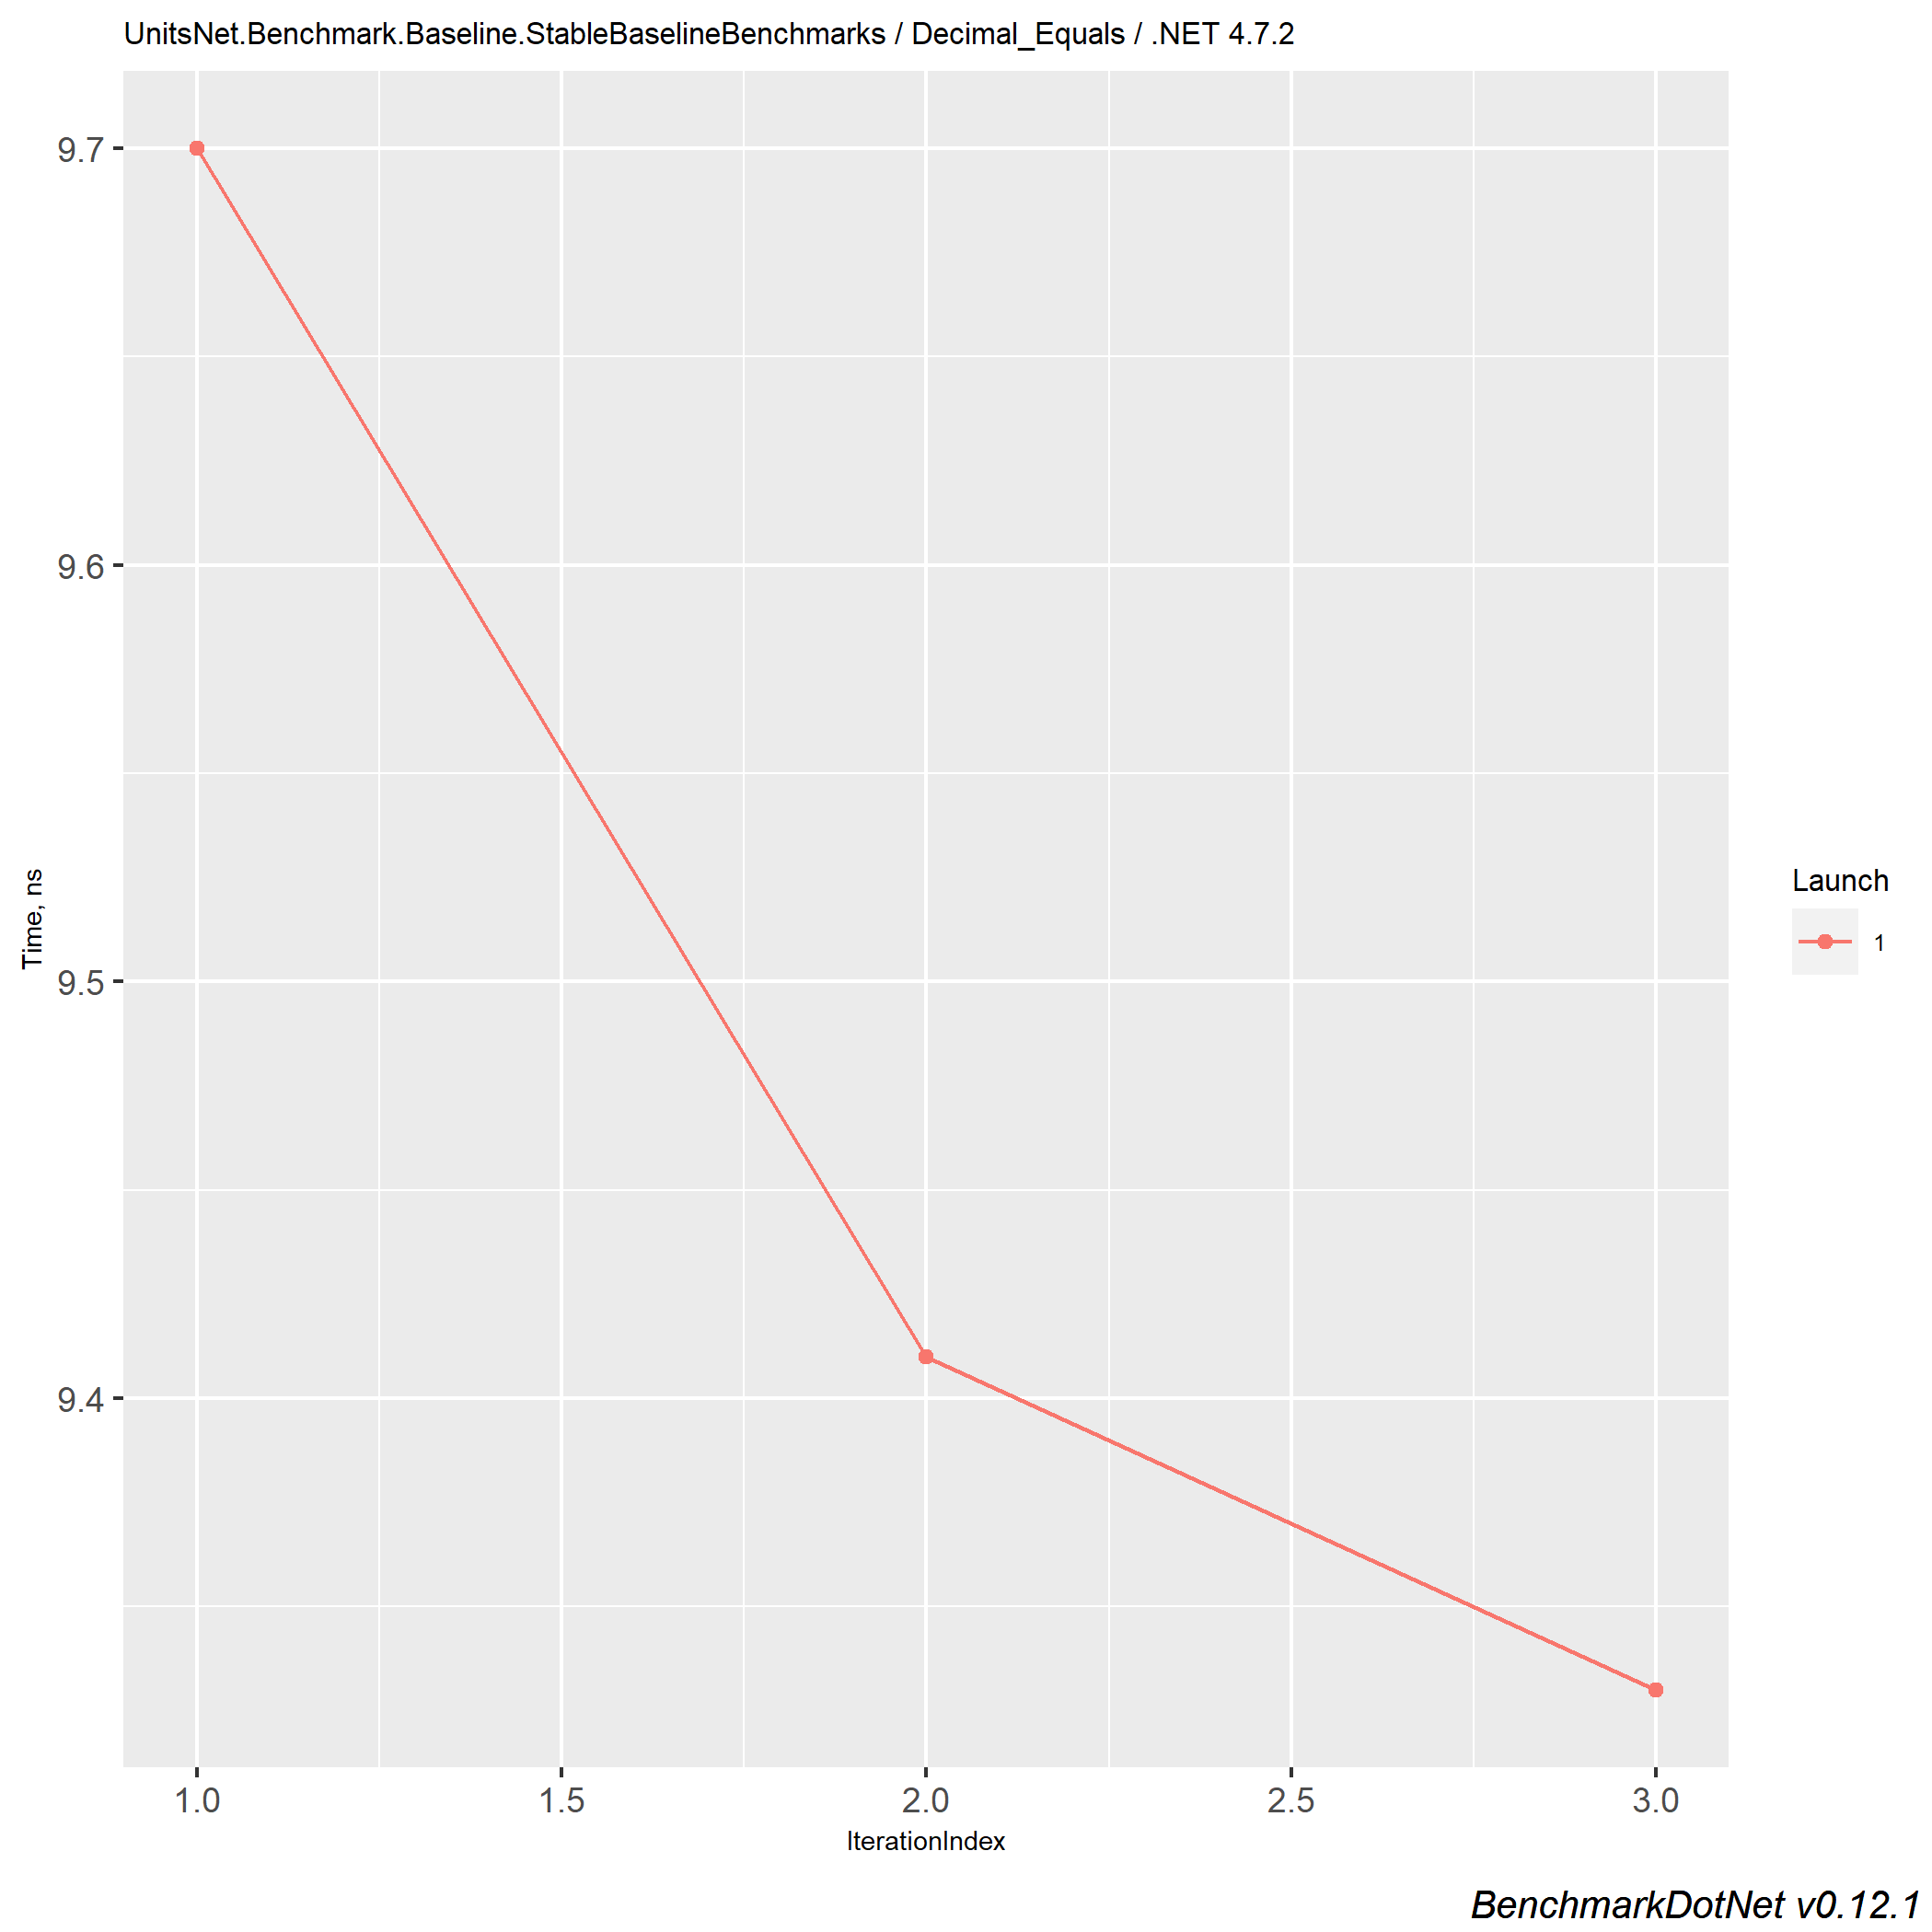 UnitsNet.Benchmark.Baseline.StableBaselineBenchmarks / Decimal_Equals / .NET 4.7.2
9.7
9.6
9.5
9.4
Time, ns
1.0 1.5 2.0 2.5 3.0
IterationIndex
Launch
1
BenchmarkDotNet v0.12.1